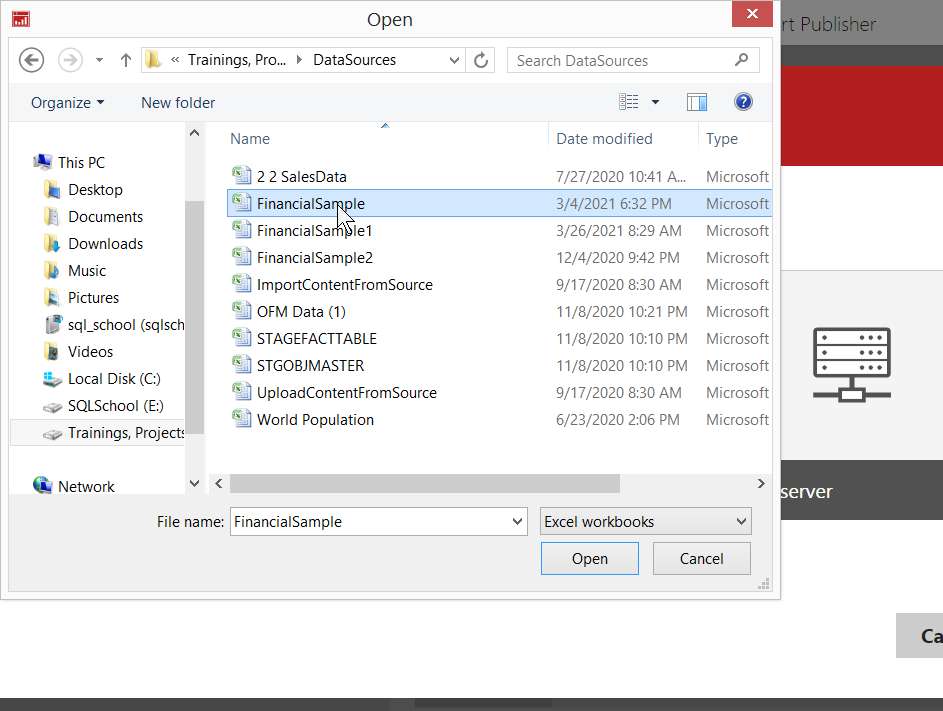 Open
rt Publisher
« Trainings, Pro... DataSources
Search DataSources
Organize
New folder
Name
Date modified
Type
This PC
Desktop
Documents
Downloads
Music
Pictures
sql_school (sqlsch
Videos
Local Disk (C:)
SQLSchool (E:)
Trainings, Projects
Network
2 2 SalesData 7/27/2020 10:41 A... Microsoft
FinancialSample 3/4/2021 6:32 PM Microsoft
FinancialSample1 3/26/2021 8:29 AM Microsoft
FinancialSample2 12/4/2020 9:42 PM Microsoft
ImportContentFromSource 9/17/2020 8:30 AM Microsoft
OFM Data (1) 11/8/2020 10:21 PM Microsoft
STAGEFACTTABLE 11/8/2020 10:10 PM Microsoft
STGOBJMASTER 11/8/2020 10:10 PM Microsoft
UploadContentFromSource 9/17/2020 8:30 AM Microsoft
World Population 6/23/2020 2:06 PM Microsoft
server
File name: FinancialSample
Excel workbooks
Open
Cancel
Ca